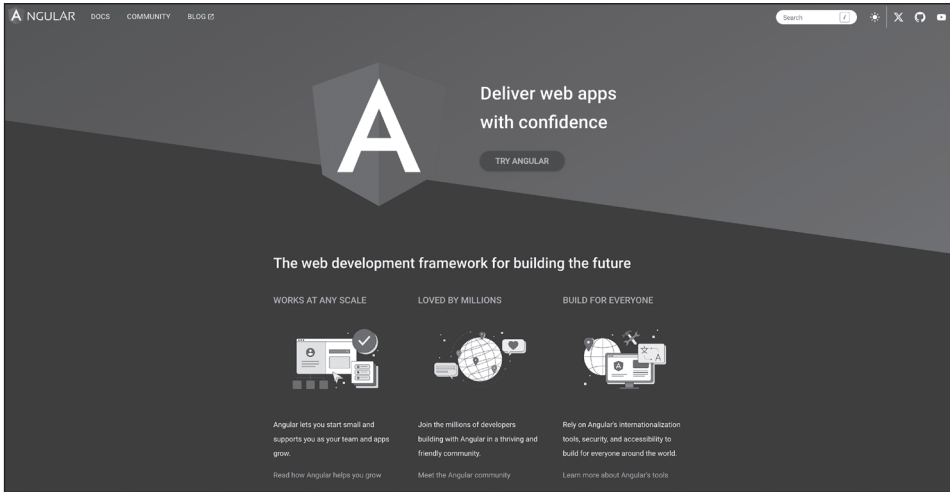 A NGULAR DOCS COMMUNITY BLOG
Search /
Deliver web apps
with confidence
TRY ANGULAR
The web development framework for building the future
WORKS AT ANY SCALE
Angular lets you start small and
supports you as your team and apps
grow.
Read how Angular helps you grow
LOVED BY MILLIONS
Join the millions of developers
building with Angular in a thriving and
friendly community.
Meet the Angular community
BUILD FOR EVERYONE
Rely on Angular's internationalization
tools, security, and accessibility to
build for everyone around the world.
Learn more about Angular's tools